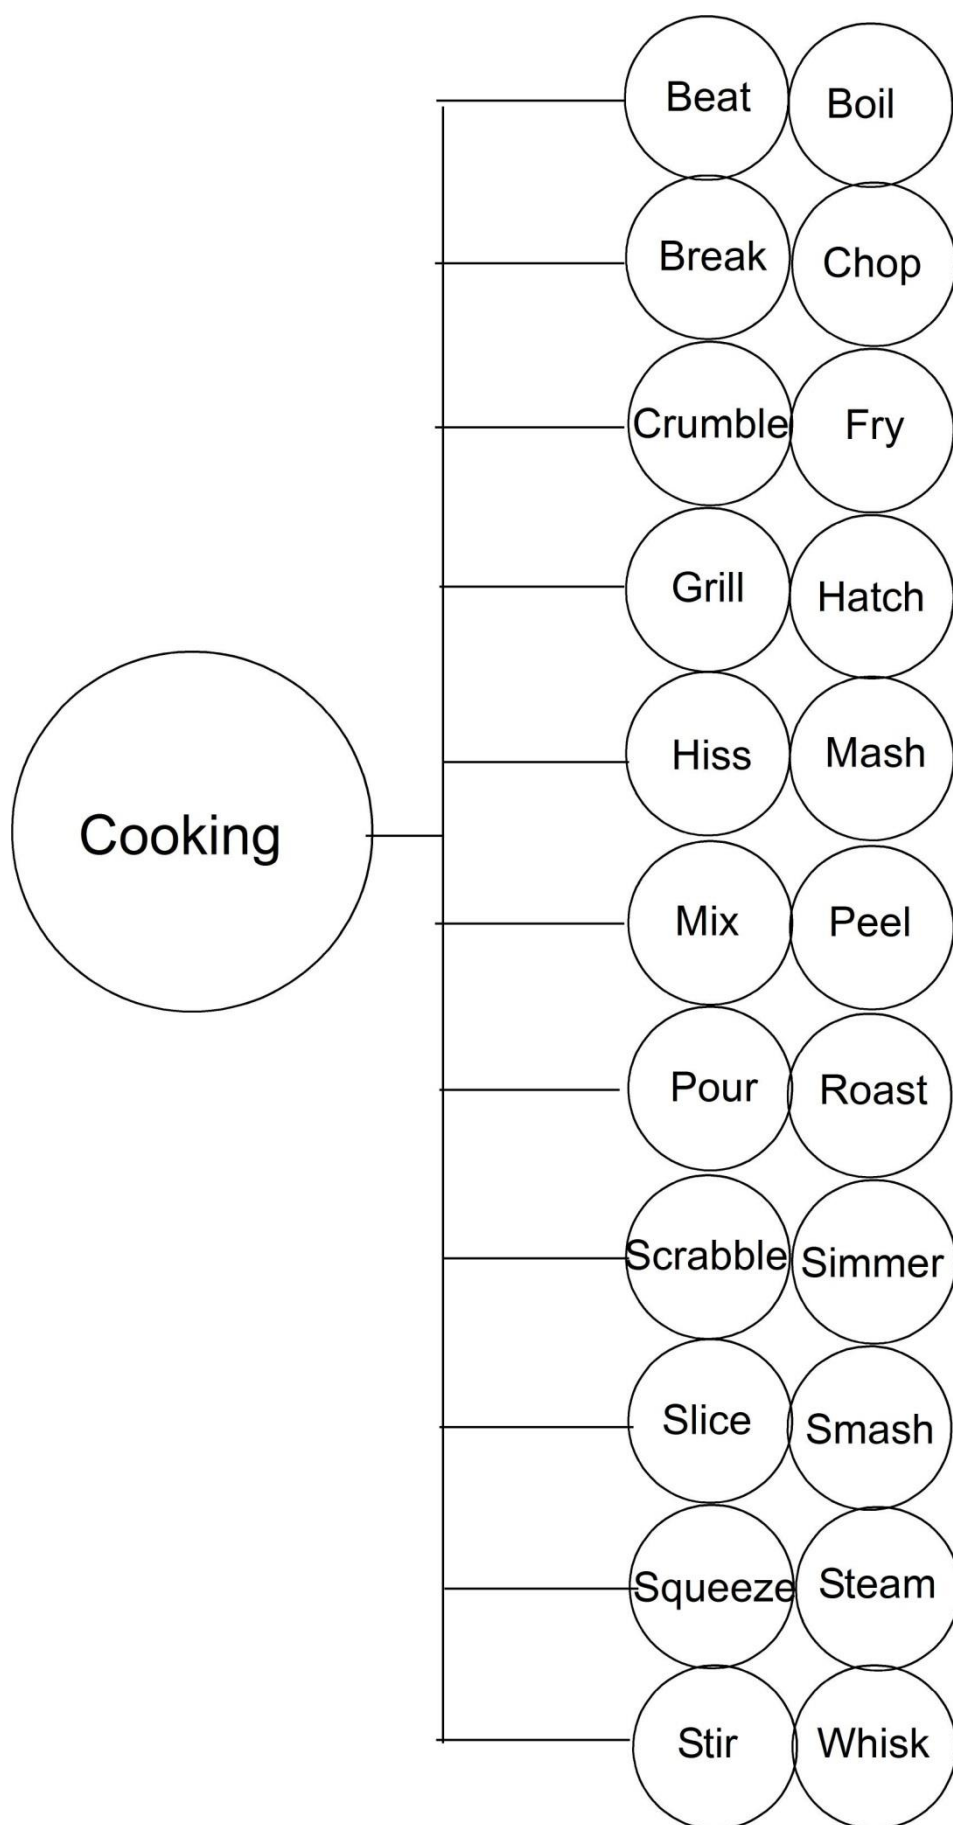 Beat
Boil
Break
Chop
Crumble
Fry
Grill
Hatch
Hiss
Mash
Cooking
Mix
Peel
Pour
Roast
Scrabble
Simmer
Slice
Smash
Squeeze
Steam
Stir
Whisk